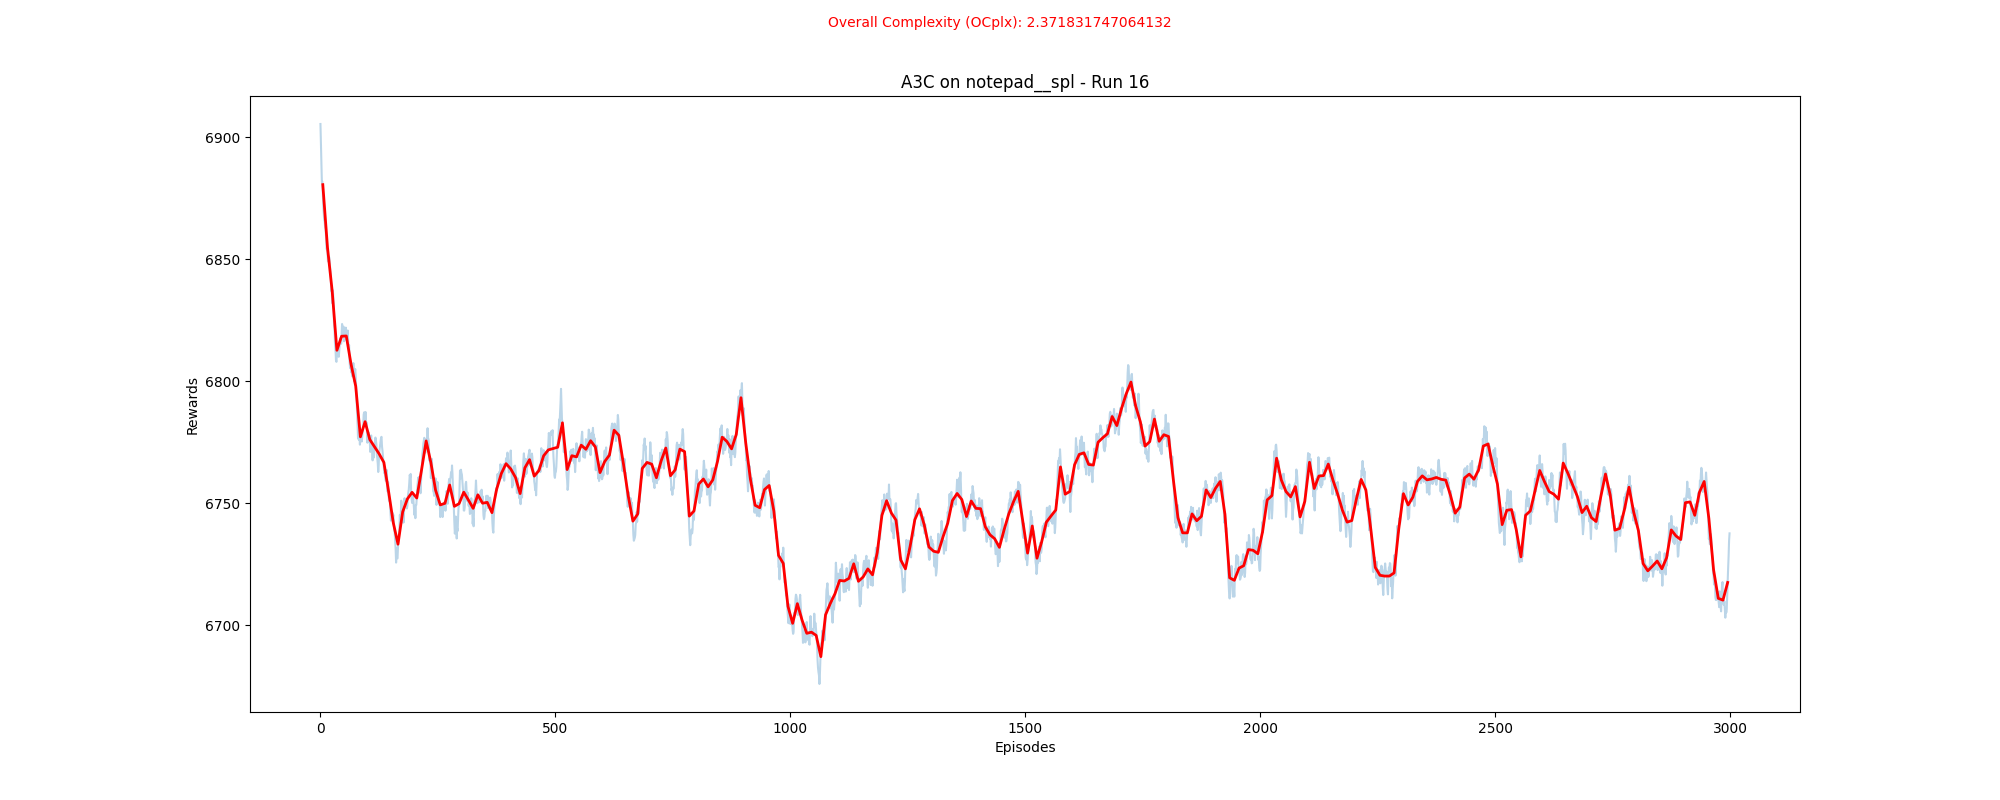 Overall Complexity (OCplx): 2.371831747064132
A3C on notepad__spl - Run 16
6900
6850
6800
6750
6700
Rewards
0 500 1000 1500 2000 2500 3000
Episodes